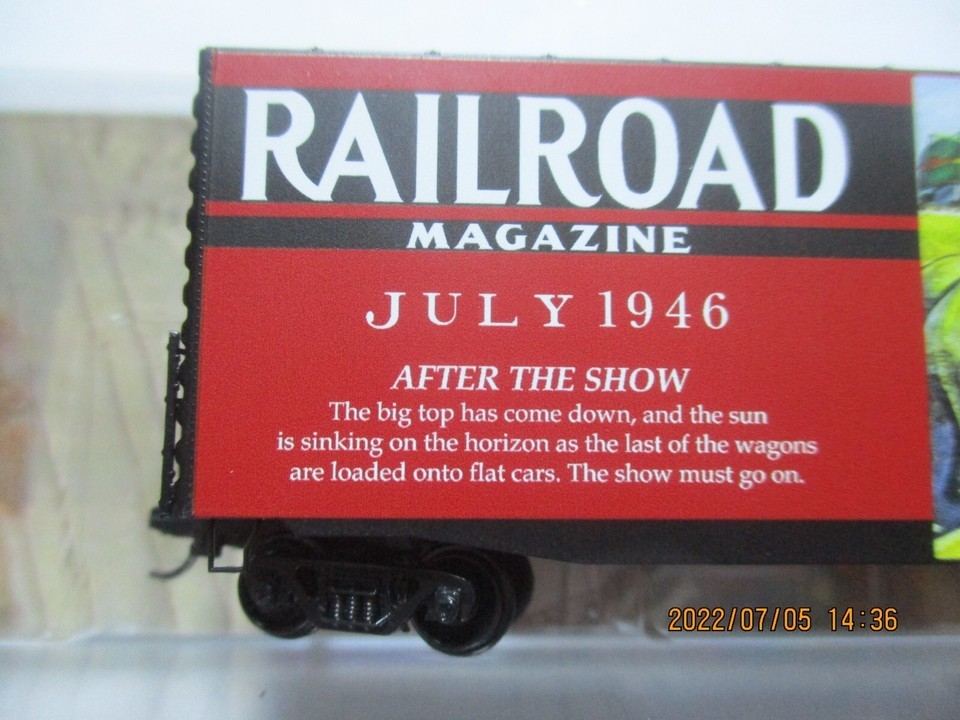 RAILROAD
MAGAZINE
JULY 1946
AFTER THE SHOW
The big top has come down, and the sun
is sinking on the horizon as the last of the wagons
are loaded onto flat cars. The show must go on.
2022/07/05 14:36